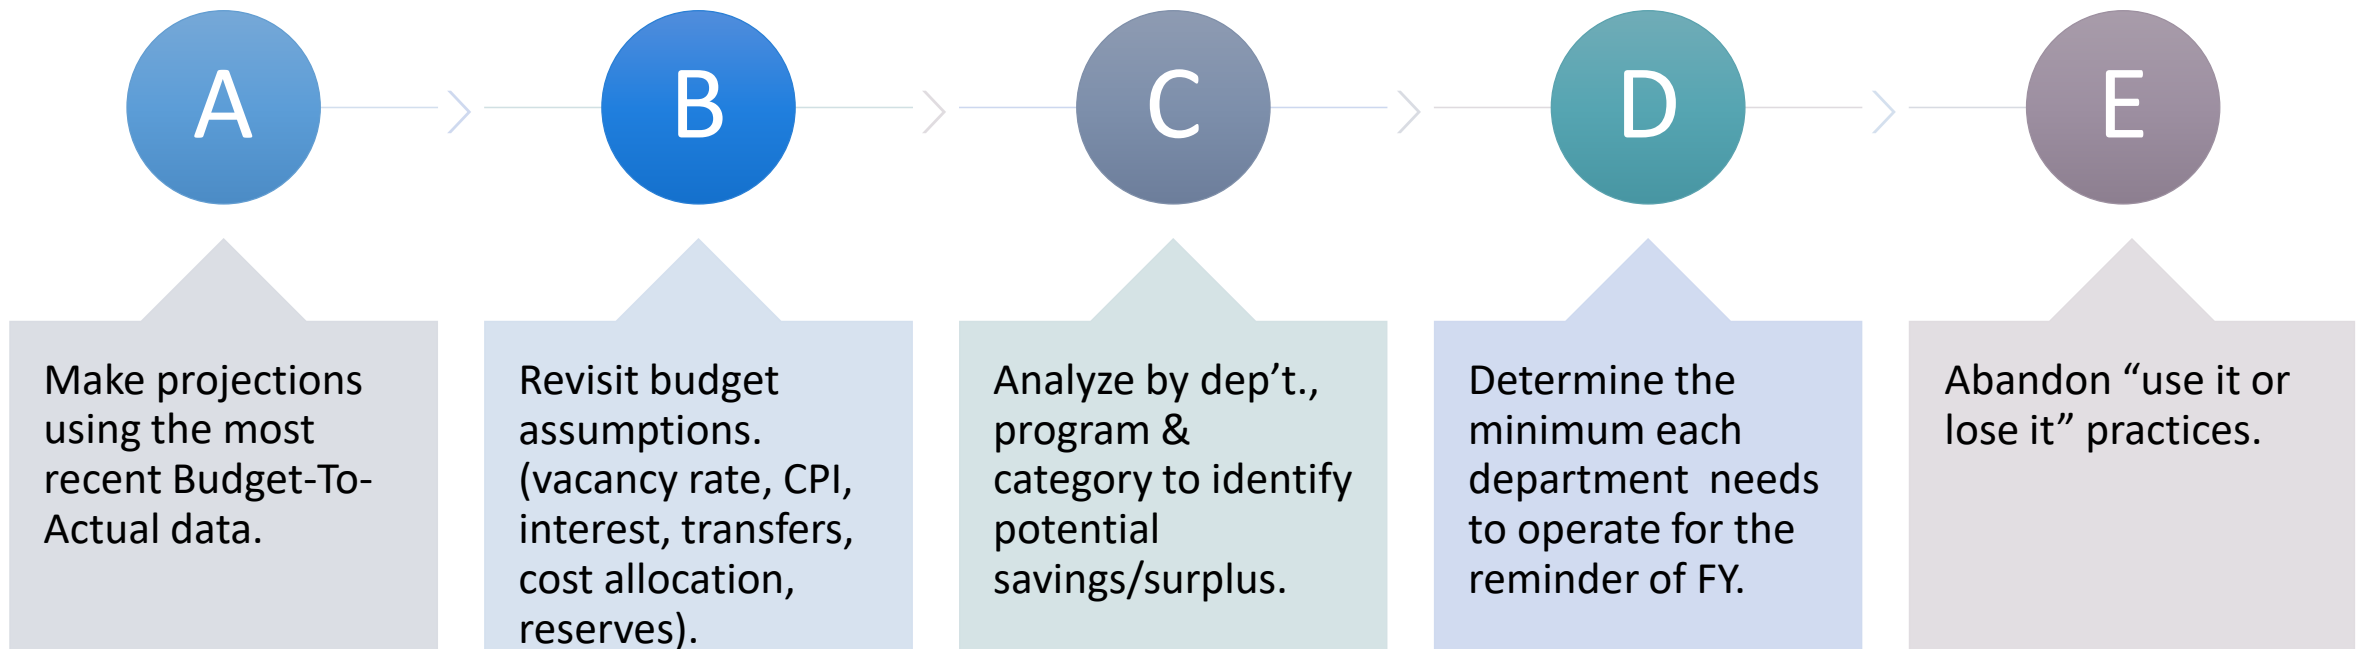 A
B
C
D
E
Make projections
using the most
recent Budget-To-
Actual data.
Revisit budget
assumptions.
(vacancy rate, CPI,
interest, transfers,
cost allocation,
reserves).
Analyze by dep’t.,
program &
category to identify
potential
savings/surplus.
Determine the
minimum each
department  needs
to operate for the
reminder of FY.
Abandon “use it or
lose it” practices.